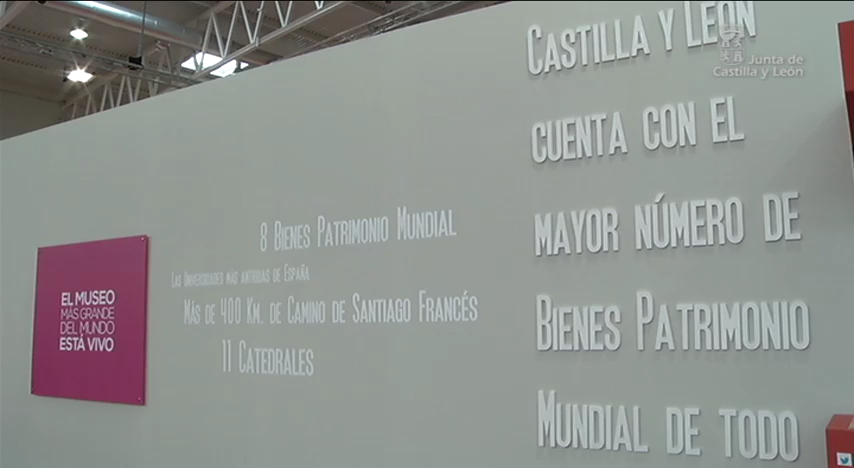 EL MUSEO
MÁS GRANDE
DEL MUNDO
ESTÁ VIVO
8 BIENES PATRIMONIO MUNDIAL
LAS UNIVERSIDADES MÁS ANTIGUAS DE ESPAÑA
MÁS DE 400 KM. DE CAMINO DE SANTIAGO FRANCÉS
11 CATEDRALES
CASTILLA Y LEÓN
CUENTA CON EL
MAYOR NÚMERO DE
BIENES PATRIMONIO
MUNDIAL DE TODO
Junta de
Castilla y León